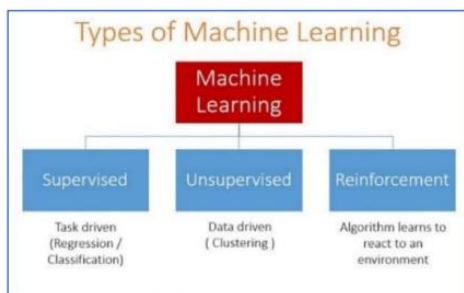 Types of Machine Learning
Machine
Learning
Supervised
Unsupervised
Reinforcement
Task driven
(Regression /
Classification)
Data driven
( Clustering )
Algorithm learns to
react to an
environment